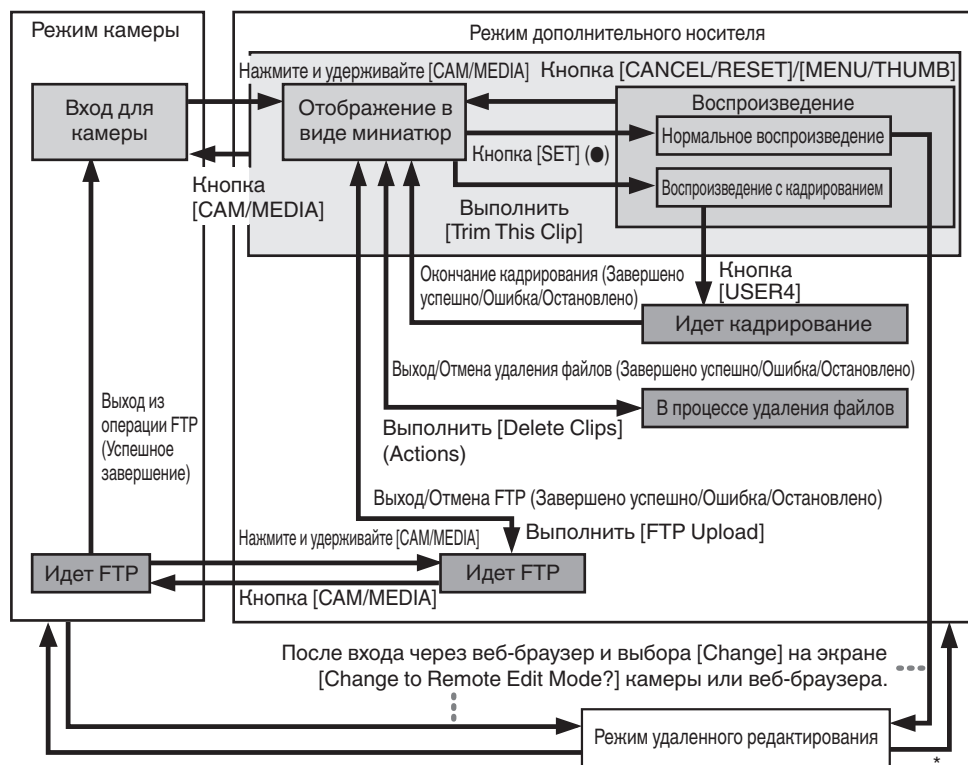 Режим камеры
Режим дополнительного носителя
Нажмите и удерживайте [CAM/MEDIA]
Кнопка [CANCEL/RESET]/[MENU/THUMB]
Вход для
камеры
Отображение в
виде миниатюр
Воспроизведение
Нормальное воспроизведение
Кнопка [SET] (●)
Воспроизведение с кадрированием
Кнопка
[CAM/MEDIA]
Выполнить
[Trim This Clip]
Окончание кадрирования (Завершено
успешно/Ошибка/Остановлено)
Кнопка
[USER4]
Идет кадрирование
Выход/Отмена удаления файлов (Завершено успешно/Ошибка/Остановлено)
В процессе удаления файлов
Выполнить [Delete Clips]
(Actions)
Выход из
операции FTP
(Успешное
завершение)
Выход/Отмена FTP (Завершено успешно/Ошибка/Остановлено)
Выполнить [FTP Upload]
Нажмите и удерживайте [CAM/MEDIA]
Идет FTP
Идет FTP
Кнопка [CAM/MEDIA]
После входа через веб-браузер и выбора [Change] на экране
[Change to Remote Edit Mode?] камеры или веб-браузера.
Режим удаленного редактирования
*